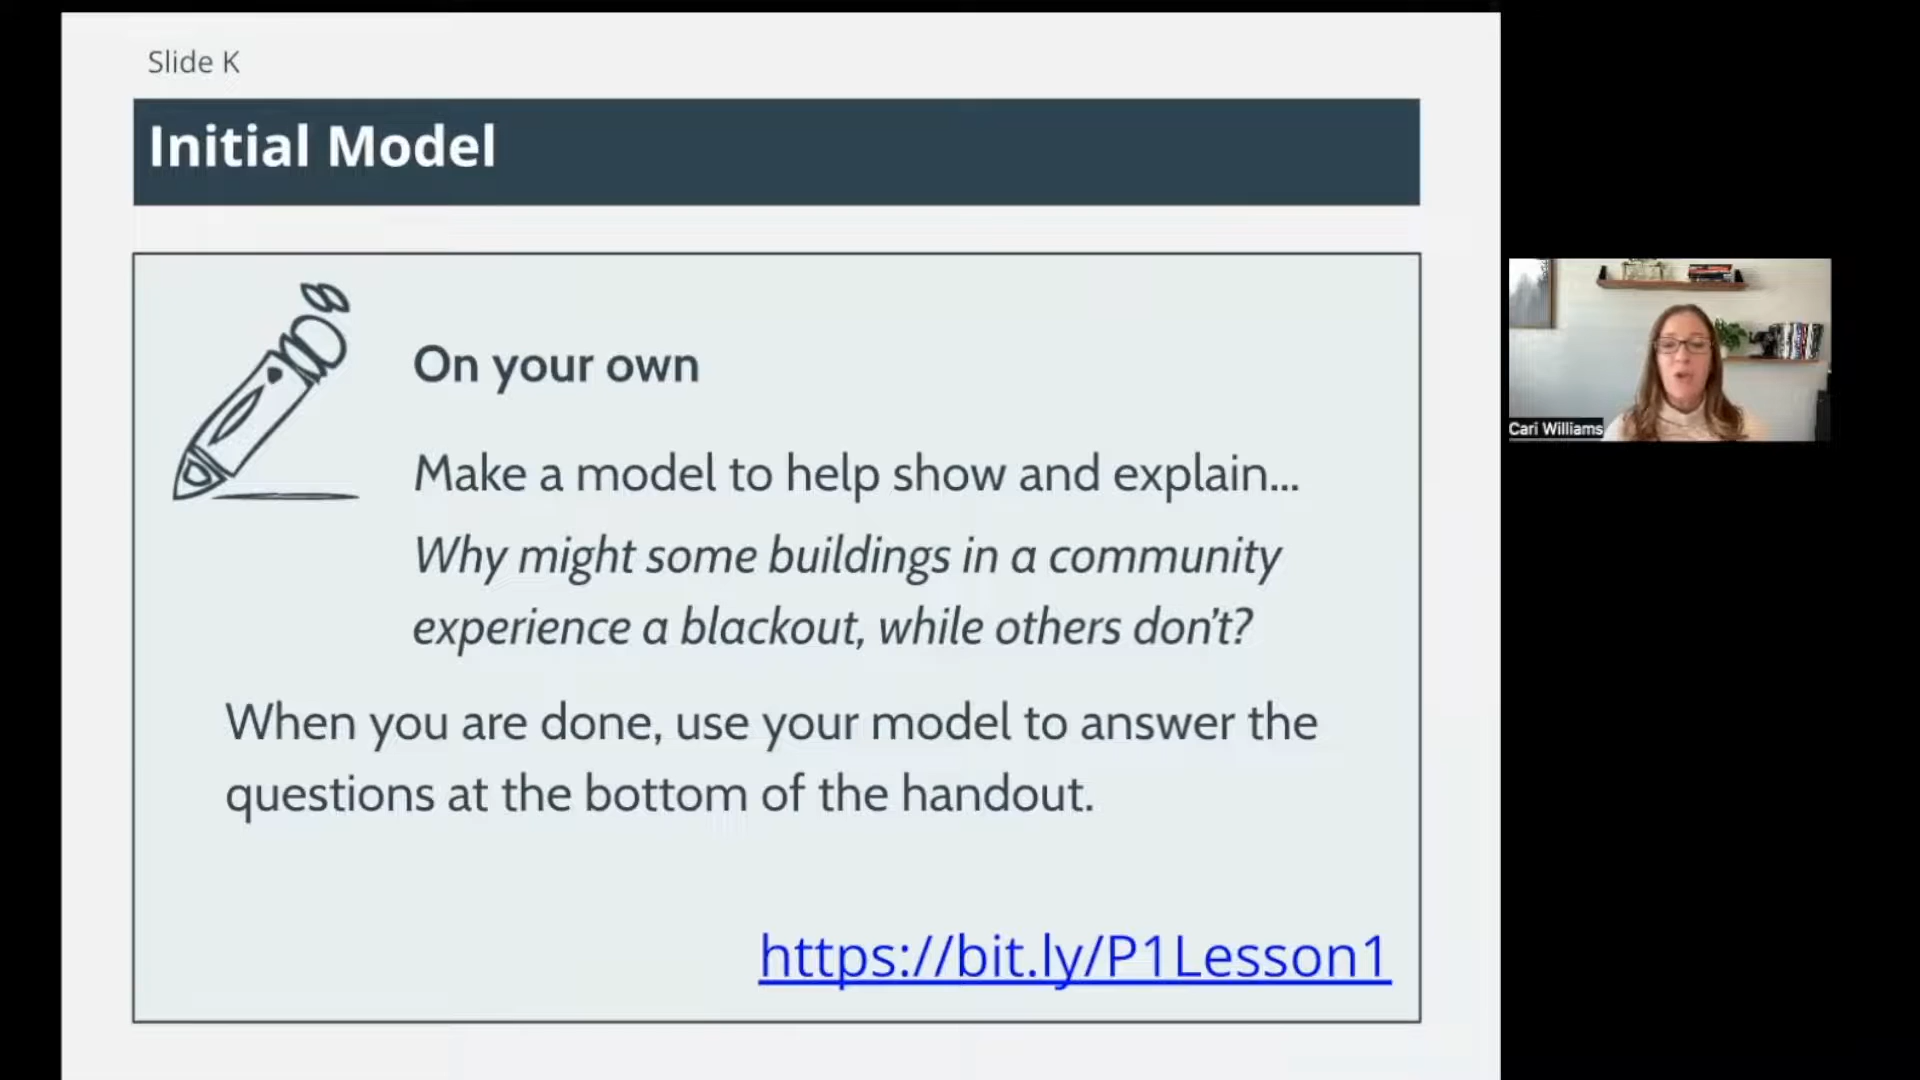 Slide K
Initial Model
On your own
Make a model to help show and explain...
Why might some buildings in a community
experience a blackout, while others don't?
When you are done, use your model to answer the
questions at the bottom of the handout.
https://bit.ly/P1Lesson1
Cari Williams